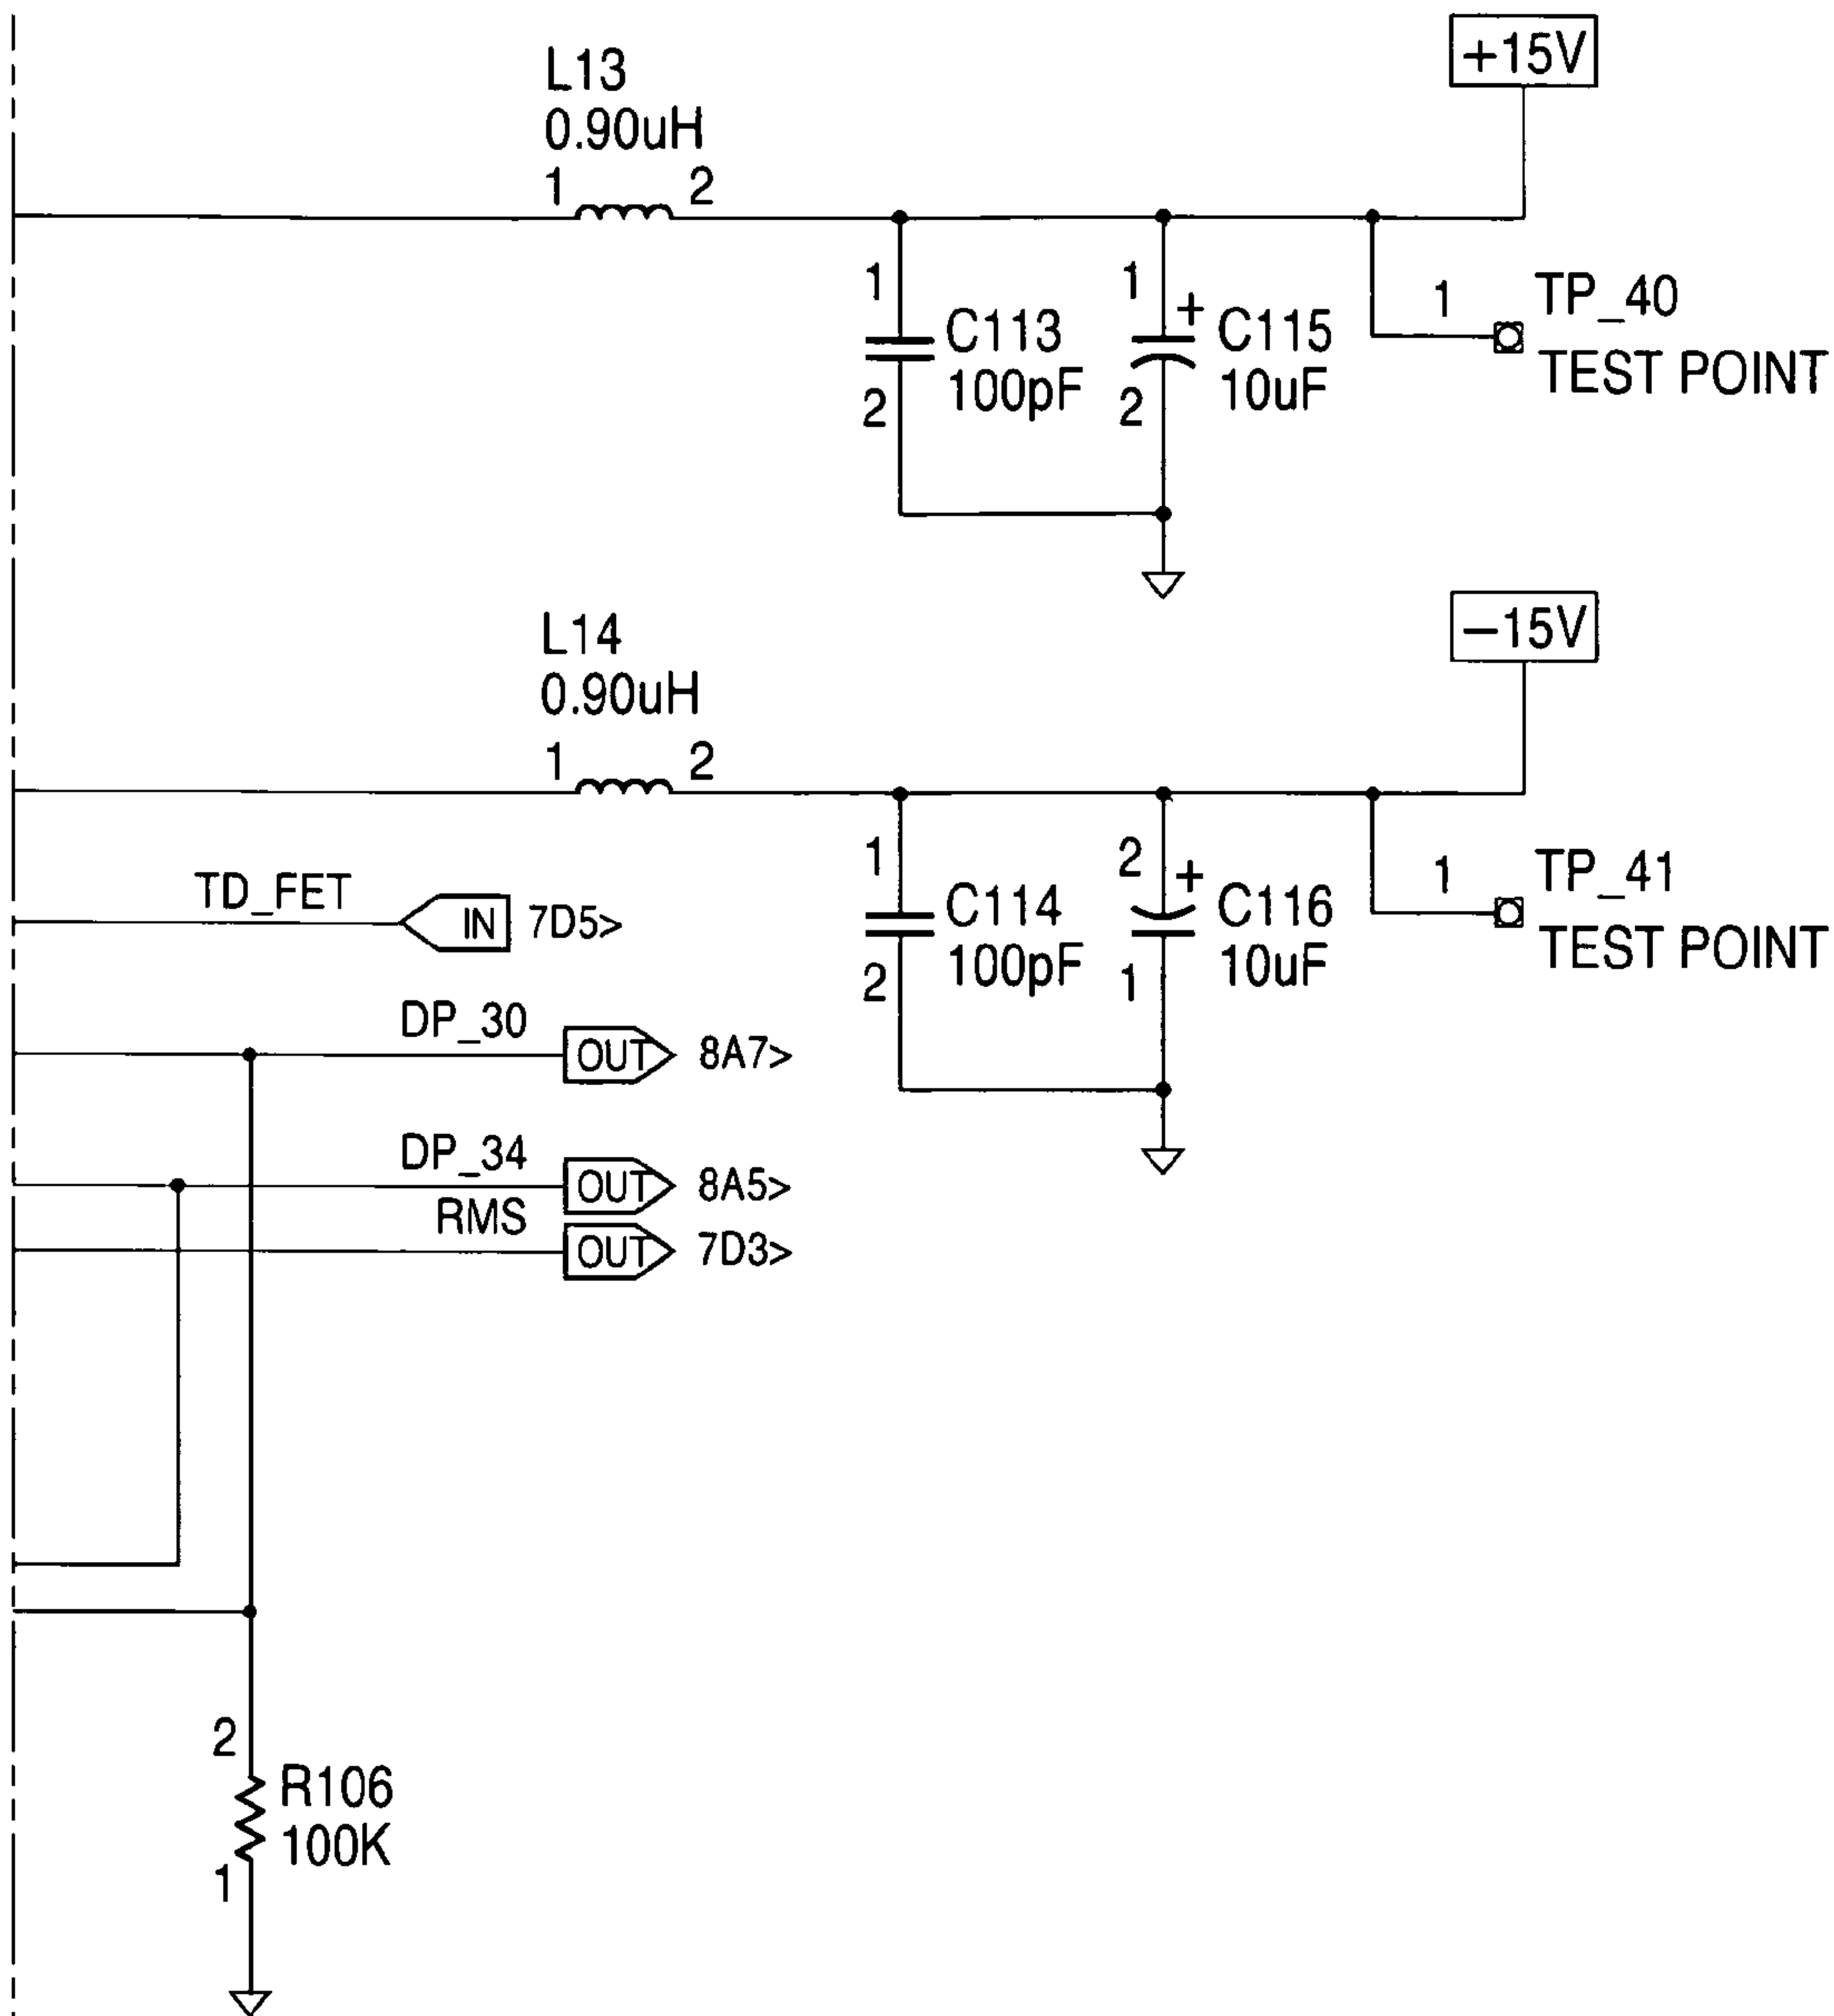 +15V
L13
0.90uH
1 2
1
C113
100pF
2
1
+
C115
10uF
2
1
TP_40
TEST POINT
-15V
L14
0.90uH
1 2
1
C114
100pF
2
2
+
C116
10uF
1
1
TP_41
TEST POINT
TD_FET
IN 7D5>
DP_30
OUT 8A7>
DP_34
OUT 8A5>
RMS
OUT 7D3>
2
R106
100K
1